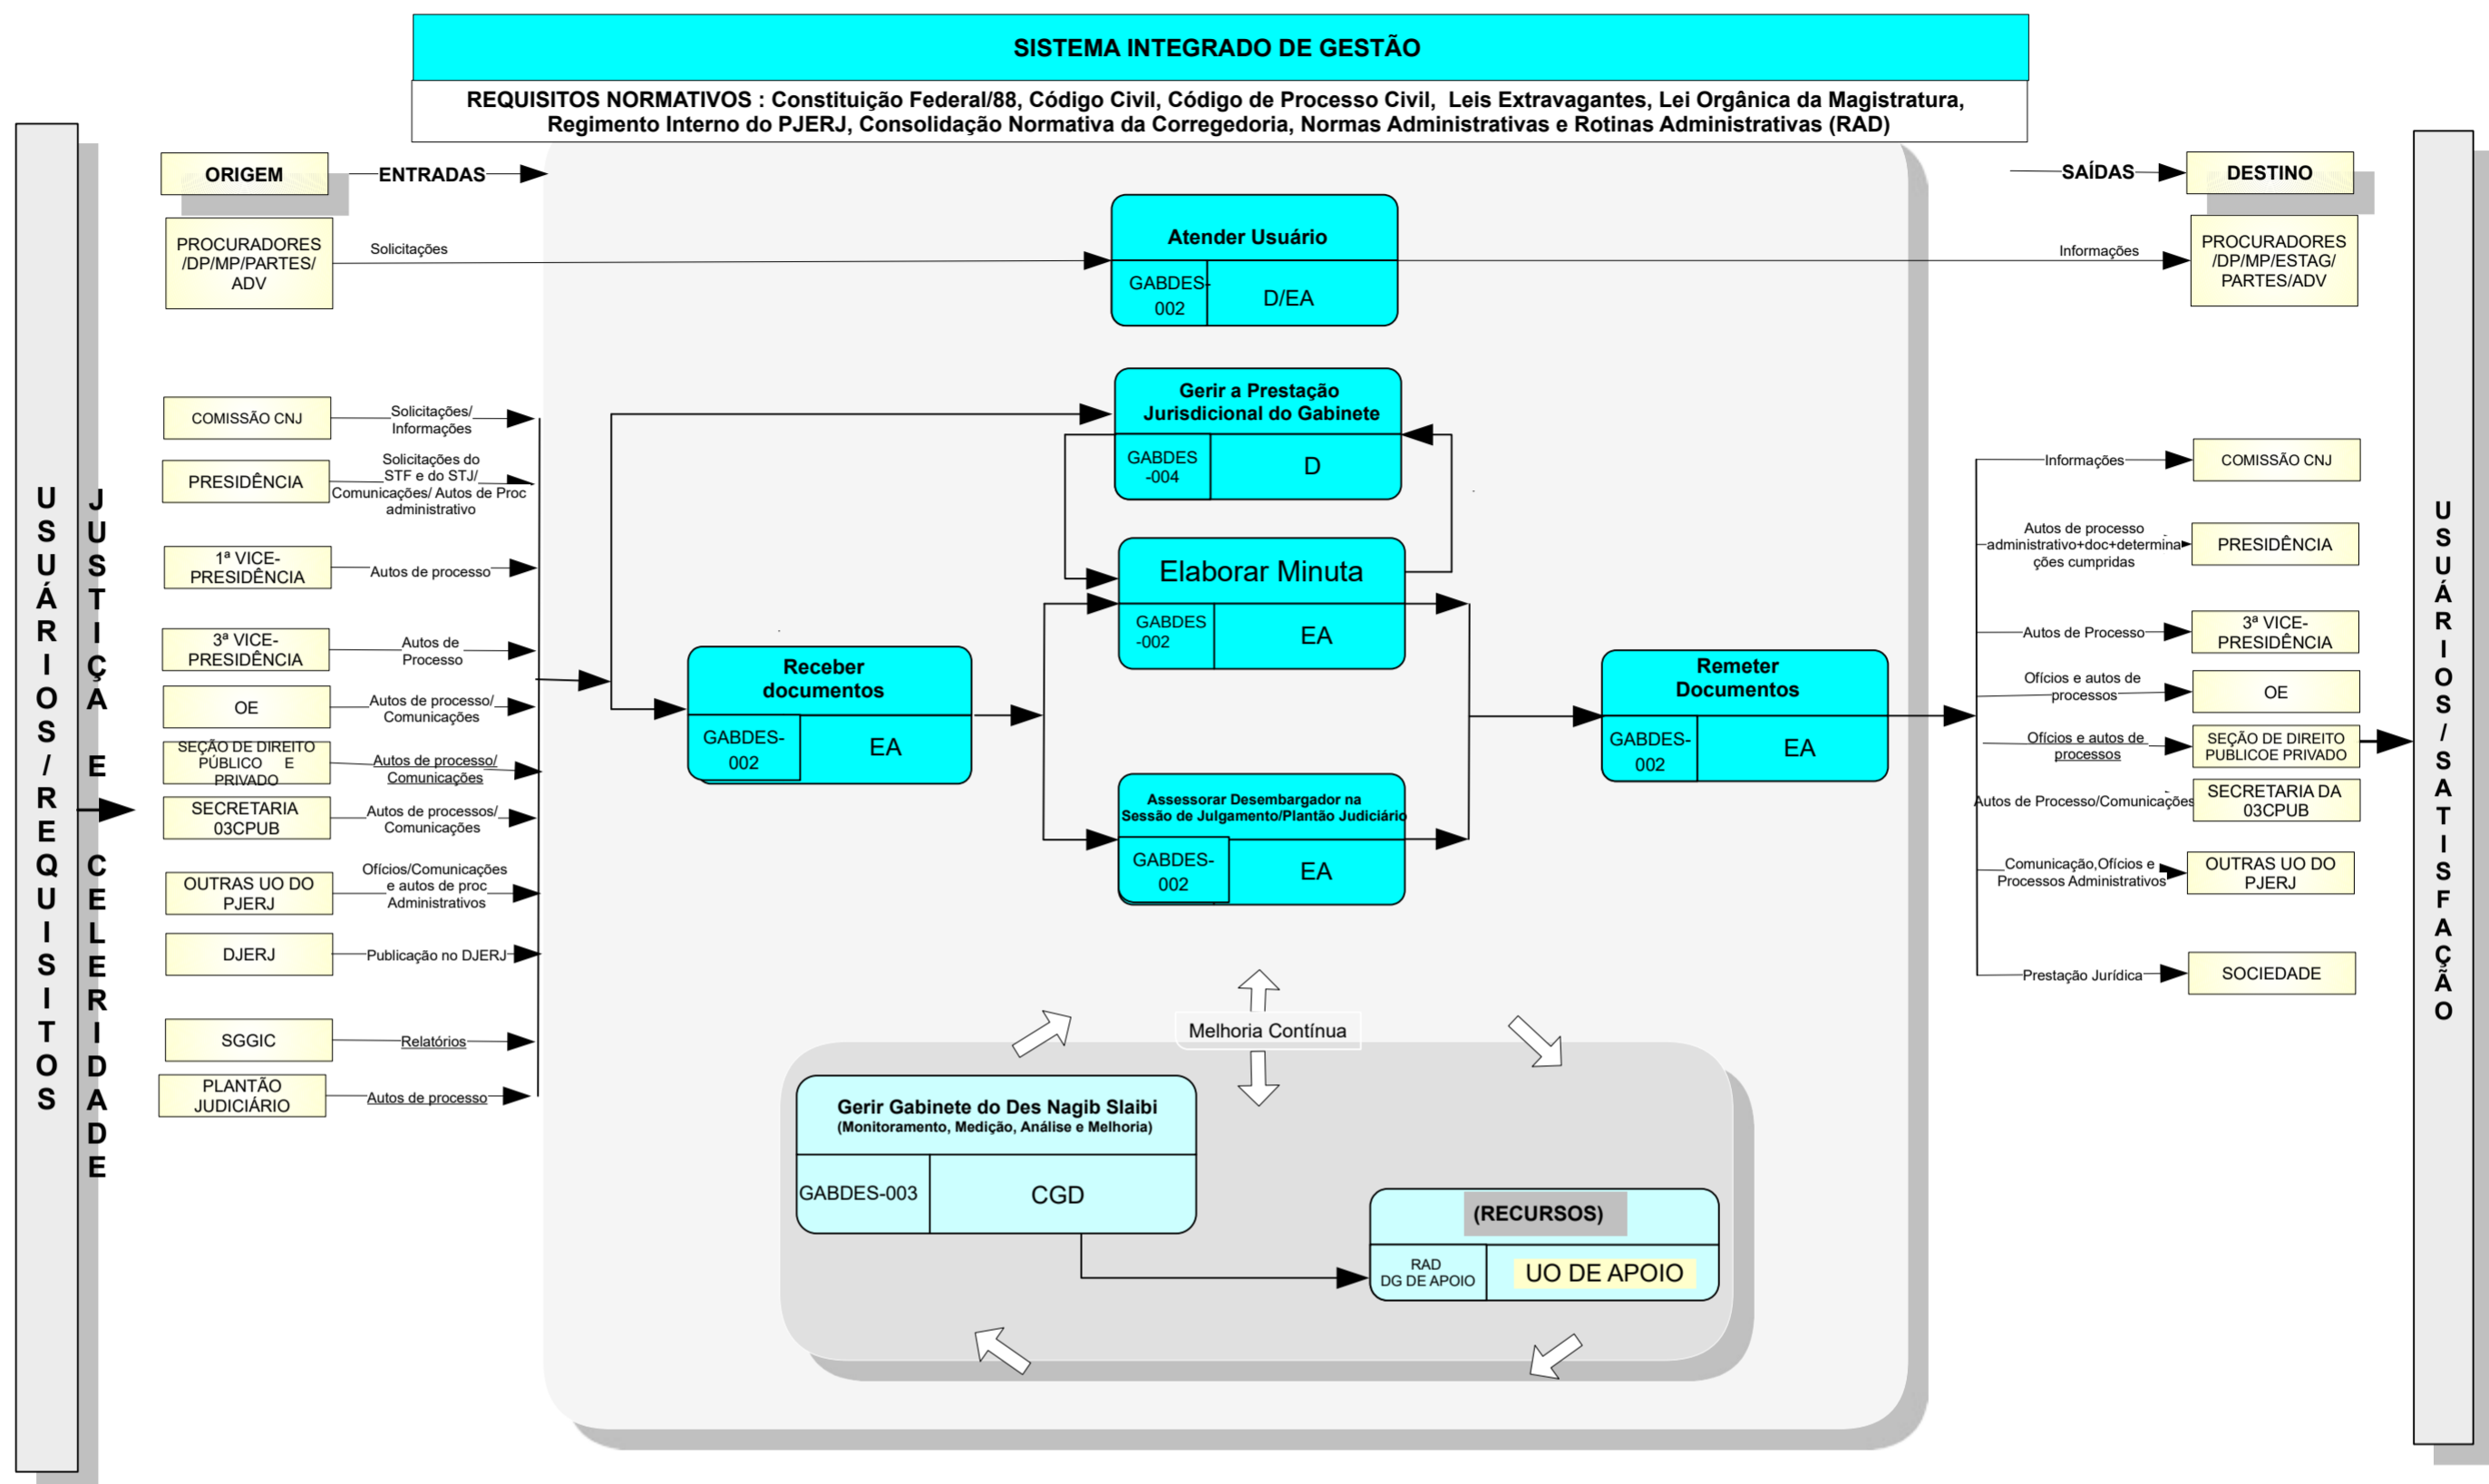 SISTEMA INTEGRADO DE GESTÃO
REQUISITOS NORMATIVOS : Constituição Federal/88, Código Civil, Código de Processo Civil, Leis Extravagantes, Lei Orgânica da Magistratura,
Regimento Interno do PJERJ, Consolidação Normativa da Corregedoria, Normas Administrativas e Rotinas Administrativas (RAD)
USUÁRIOS/REQUISITOS
JUSTIÇA E CELERIDADE
ORIGEM
ENTRADAS
PROCURADORES
/DP/MP/PARTES/
ADV
Solicitações
COMISSÃO CNJ
Solicitações/
Informações
PRESIDÊNCIA
Solicitações do
STF e do STJ/
Comunicações/ Autos de Proc
administrativo
1ª VICE-
PRESIDÊNCIA
Autos de processo
3ª VICE-
PRESIDÊNCIA
Autos de
Processo
OE
Autos de processo/
Comunicações
SEÇÃO DE DIREITO
PÚBLICO E
PRIVADO
Autos de processo/
Comunicações
SECRETARIA
03CPUB
Autos de processos/
Comunicações
OUTRAS UO DO
PJERJ
Ofícios/Comunicações
e autos de proc
Administrativos
DJERJ
Publicação no DJERJ
SGGIC
Relatórios
PLANTÃO
JUDICIÁRIO
Autos de processo
Atender Usuário
GABDES-
002
D/EA
Gerir a Prestação
Jurisdicional do Gabinete
GABDES
-004
D
Elaborar Minuta
GABDES
-002
EA
Receber
documentos
GABDES-
002
EA
Assessorar Desembargador na
Sessão de Julgamento/Plantão Judiciário
GABDES-
002
EA
Remeter
Documentos
GABDES-
002
EA
Melhoria Contínua
Gerir Gabinete do Des Nagib Slaibi
(Monitoramento, Medição, Análise e Melhoria)
GABDES-003
CGD
(RECURSOS)
RAD
DG DE APOIO
UO DE APOIO
SAÍDAS
DESTINO
Informações
PROCURADORES
/DP/MP/ESTAG/
PARTES/ADV
Informações
COMISSÃO CNJ
Autos de processo
administrativo+doc+determina
ções cumpridas
PRESIDÊNCIA
Autos de Processo
3ª VICE-
PRESIDÊNCIA
Ofícios e autos de
processos
OE
Ofícios e autos de
processos
SEÇÃO DE DIREITO
PUBLICOE PRIVADO
Autos de Processo/Comunicações
SECRETARIA DA
03CPUB
Comunicação,Ofícios e
Processos Administrativos
OUTRAS UO DO
PJERJ
Prestação Jurídica
SOCIEDADE
USUÁRIOS/SATISFAÇÃO